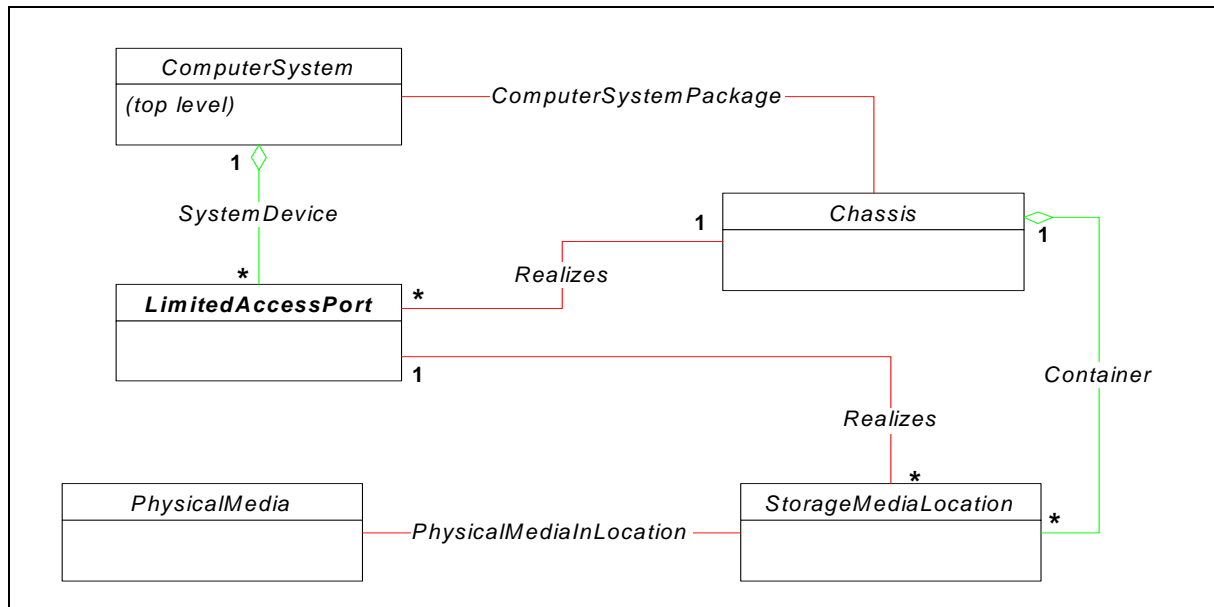 ComputerSystem
(top level)
ComputerSystemPackage
1
SystemDevice
*
Chassis
1
1
Realizes
*
LimitedAccessPort
1
Container
Realizes
*
PhysicalMedia
StorageMediaLocation
*
PhysicalMediaInLocation